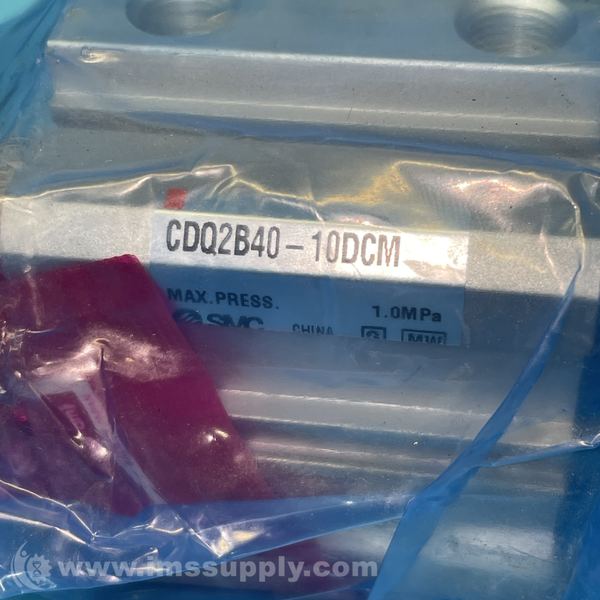 CDQ2B40-10DCM
MAX.PRESS. 1.0MPa
SMC CHINA
www.imssupply.com